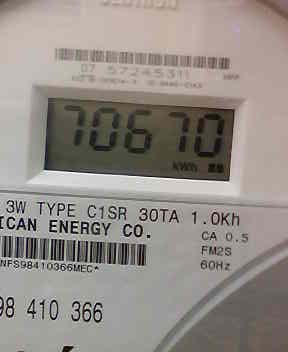 07 57245311
70670
kWh
3W TYPE C1SR 30TA 1.0Kh
ICAN ENERGY CO.
CA 0.5
FM2S
60Hz
NFS98410366MEC*
98 410 366